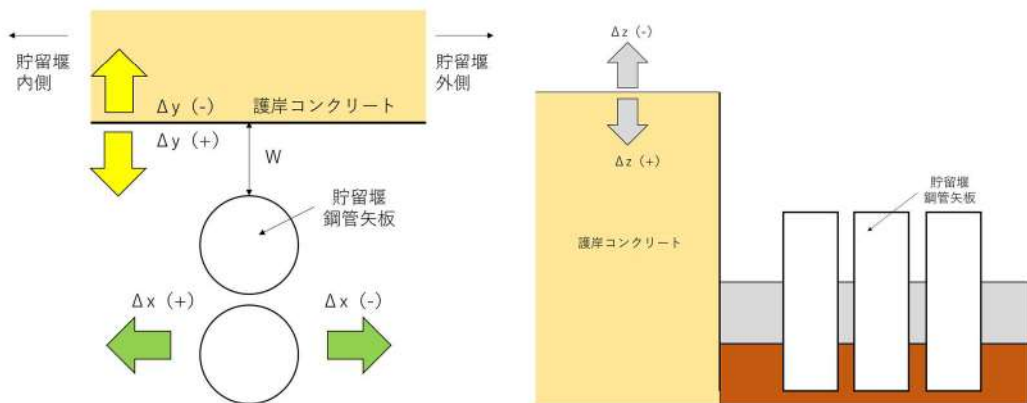 貯留堰
内側
貯留堰
外側
Δy (-)
護岸コンクリート
Δy (+)
W
貯留堰
鋼管矢板
Δx (+)
Δx (-)
Δz (-)
Δz (+)
貯留堰
鋼管矢板
護岸コンクリート